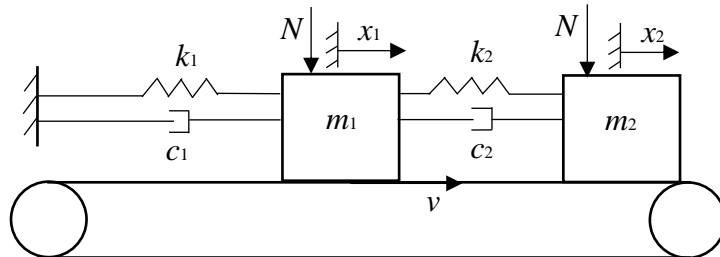 N x₁ N x₂
k₁ k₂
m₁ m₂
c₁ c₂
v